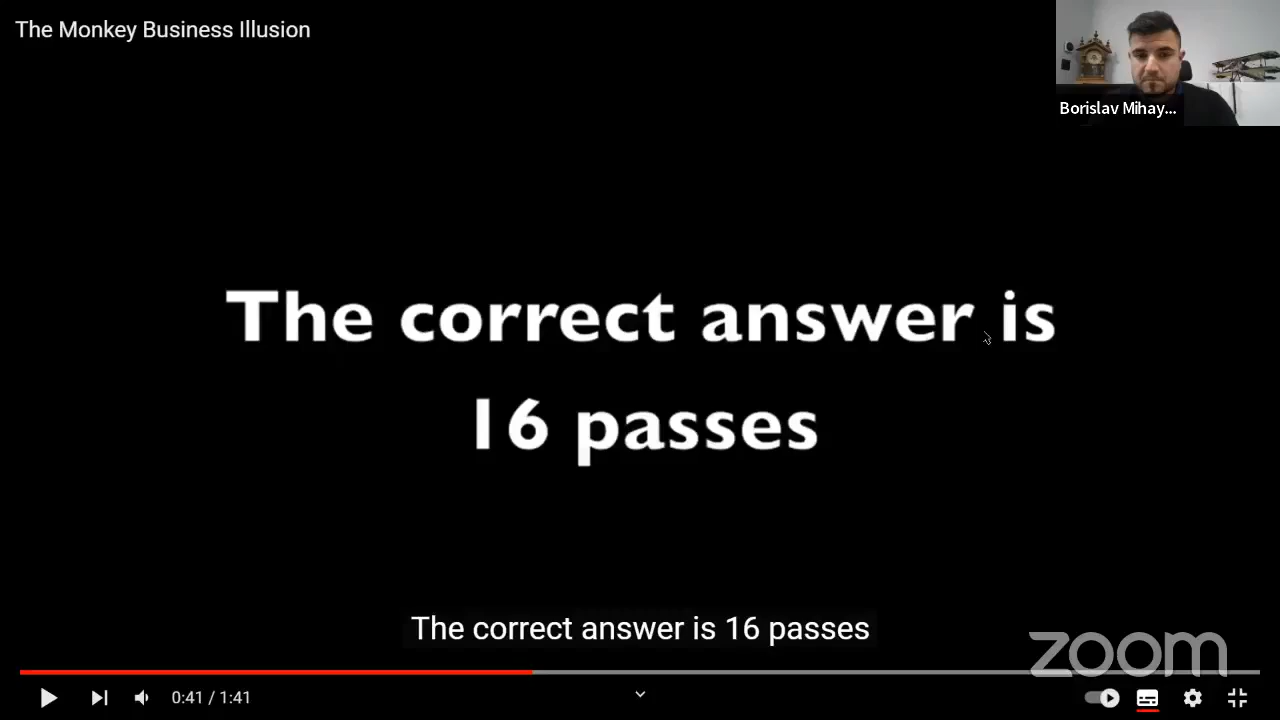 The Monkey Business Illusion
Borislav Mihay...
The correct answer is
16 passes
The correct answer is 16 passes
zoom
0:41 / 1:41